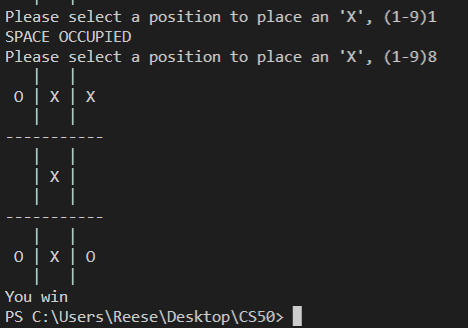 Please select a position to place an 'X', (1-9)1
SPACE OCCUPIED
Please select a position to place an 'X', (1-9)8
   |   |
 O | X | X
   |   |
-----------
   |   |
   | X |
   |   |
-----------
   |   |
 O | X | O
   |   |
You win
PS C:\Users\Reese\Desktop\CS50>